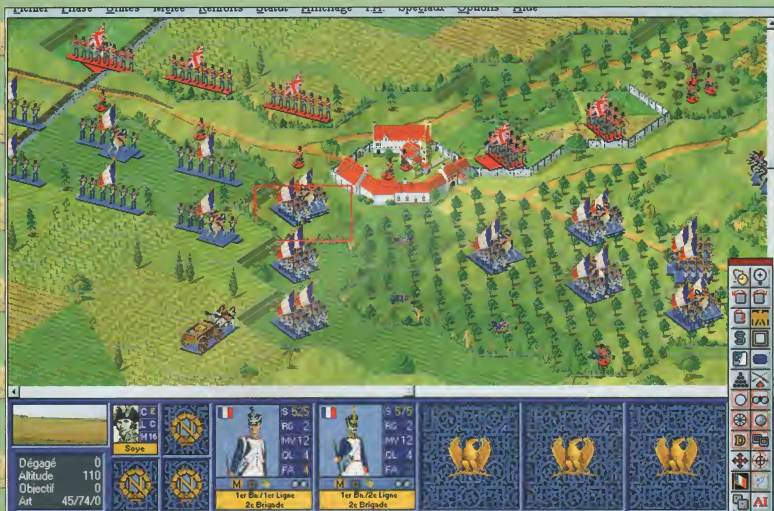 Fichier Phase Unités Mêlée Renforts Statut Affichage I.A. Spéciaux Options Aide
C E
L C
M 16
Soye
Dégagé 0
Altitude 110
Objectif 0
Art 45/74/0
S 525
RG 2
MV 12
QL 4
FA 4
M
1er Bn./1er Ligne
2e Brigade
S 575
RG 2
MV 12
QL 4
FA
M
1er Bn./2e Ligne
2e Brigade
N
N
N
S
D
AI